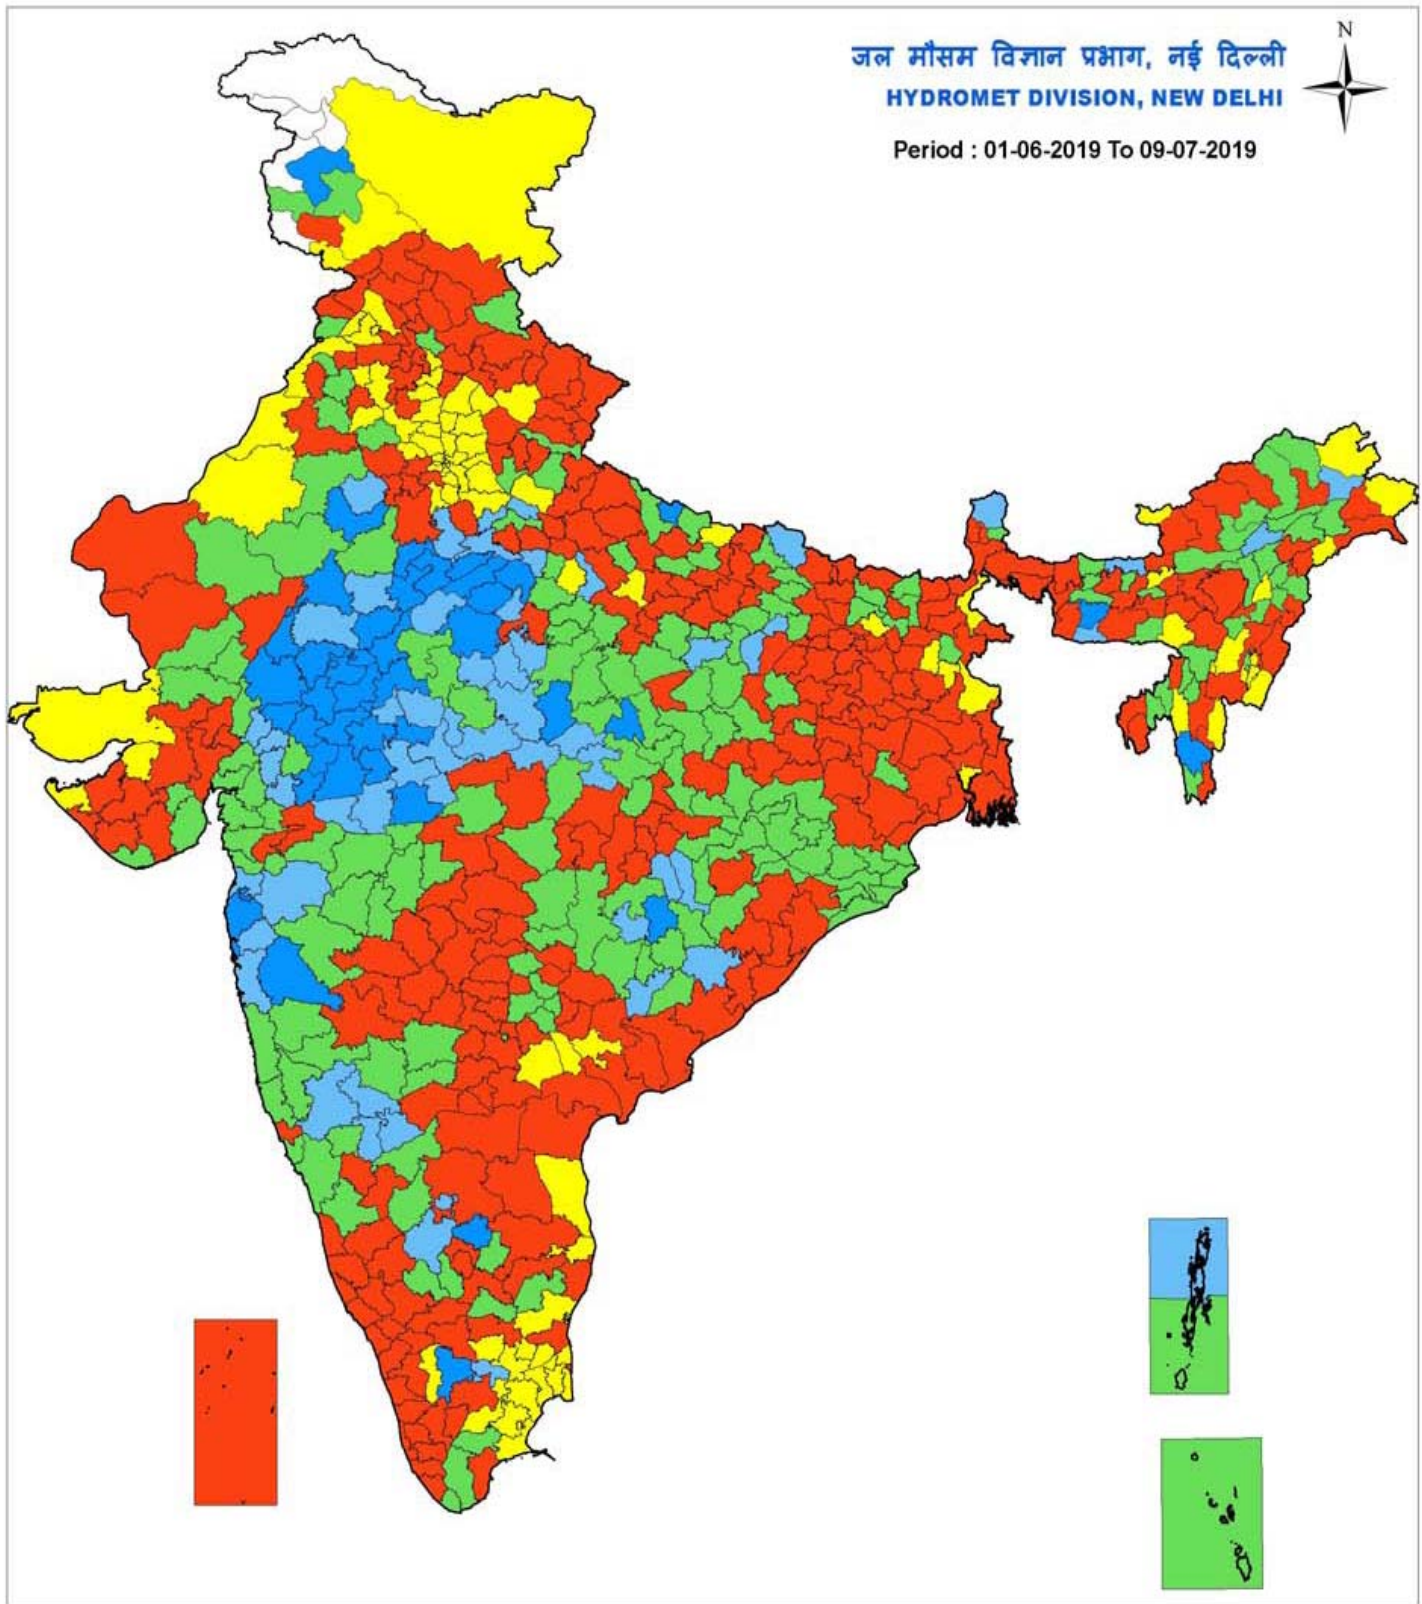 N
जल मौसम विज्ञान प्रभाग, नई दिल्ली
HYDROMET DIVISION, NEW DELHI
Period : 01-06-2019 To 09-07-2019